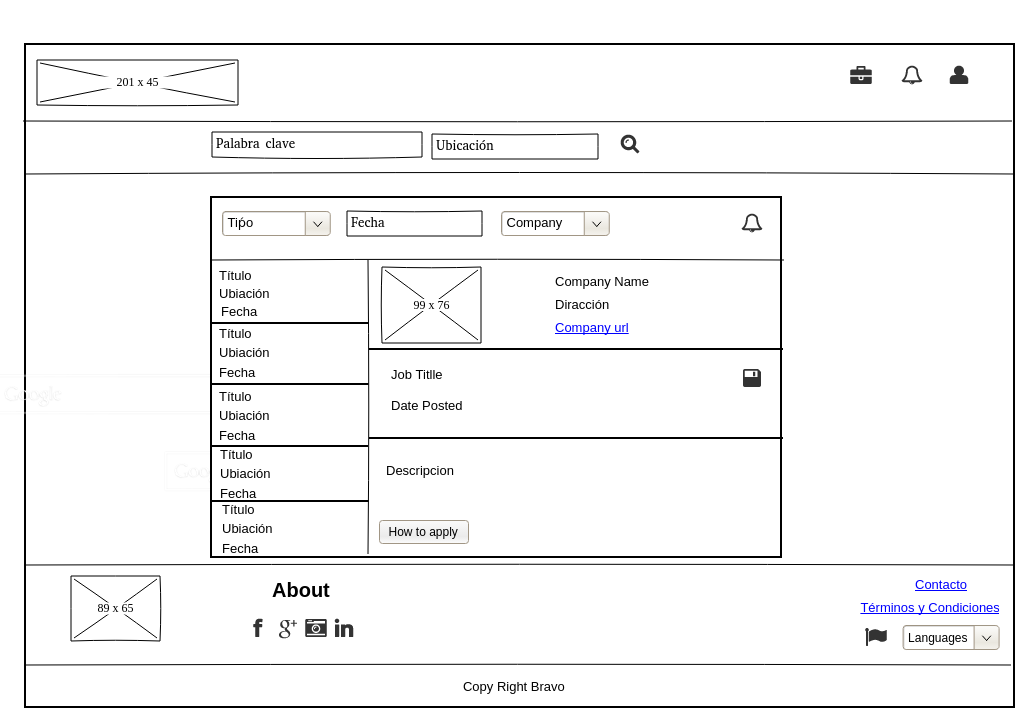 201 x 45
Palabra clave
Ubicación
Tipo
Fecha
Company
Título
Ubiación
Fecha
Título
Ubiación
Fecha
Título
Ubiación
Fecha
Título
Ubiación
Fecha
Título
Ubiación
Fecha
99 x 76
Company Name
Diracción
Company url
Job Titlle
Date Posted
Descripcion
How to apply
Google
89 x 65
About
Contacto
Términos y Condiciones
Languages
Copy Right Bravo